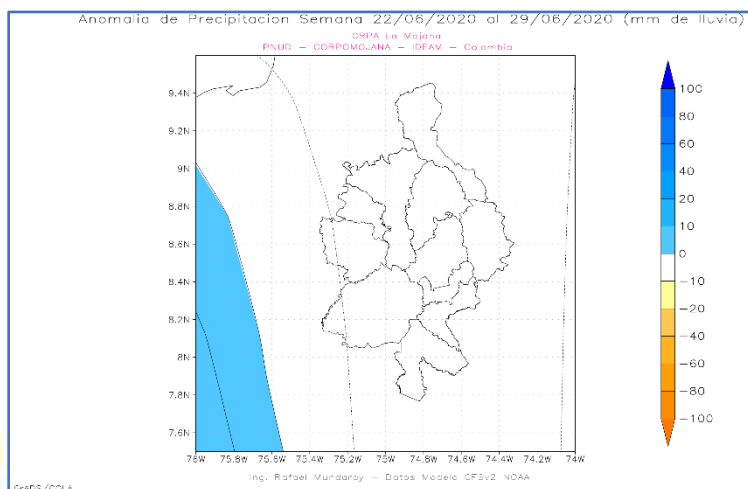 Anomalia de Precipitacion Semana 22/06/2020 al 29/06/2020 (mm de lluvia)
CRPA La Mojana
PNUD – CORPOMOJANA – IDEAM – Colombia
9.4N
9.2N
9N
8.8N
8.6N
8.4N
8.2N
8N
7.8N
7.6N
76W 75.8W 75.6W 75.4W 75.2W 75W 74.8W 74.6W 74.4W 74.2W 74W
100
80
60
40
20
10
0
−10
−20
−40
−60
−80
−100
Ing. Rafael Mundaray – Datos Modelo CFSv2 NOAA
GrADS/COLA